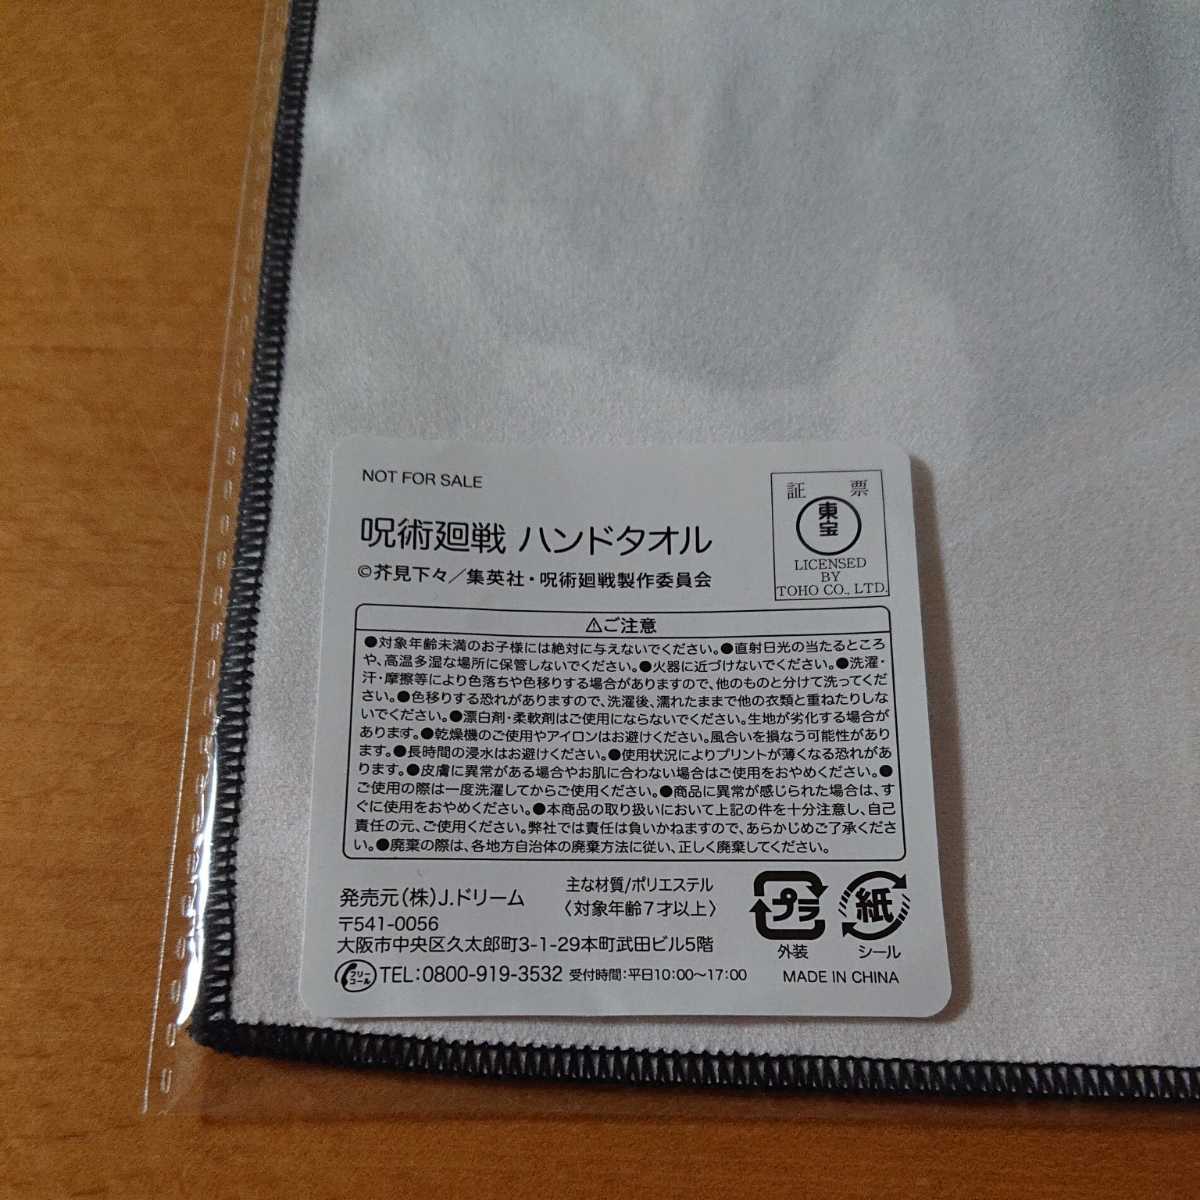 NOT FOR SALE
呪術廻戦 ハンドタオル
©芥見下々／集英社・呪術廻戦製作委員会
証 票
東宝
LICENSED
BY
TOHO CO., LTD.
⚠ご注意
●対象年齢未満のお子様には絶対に与えないでください。●直射日光の当たるところ
や、高温多湿な場所に保管しないでください。●火器に近づけないでください。●洗濯・
汗・摩擦等により色落ちや色移りする場合がありますので、他のものと分けて洗ってくだ
さい。●色移りする恐れがありますので、洗濯後、濡れたままで他の衣類と重ねたりしな
いでください。●漂白剤・柔軟剤はご使用にならないでください。生地が劣化する場合が
あります。●乾燥機のご使用やアイロンはお避けください。風合いを損なう可能性があり
ます。●長時間の浸水はお避けください。●使用状況によりプリントが薄くなる恐れがあ
ります。●皮膚に異常がある場合やお肌に合わない場合はご使用をおやめください。●
ご使用の際は一度洗濯してからご使用ください。●商品に異常が感じられた場合は、す
ぐに使用をおやめください。●本商品の取り扱いにおいて上記の件を十分注意し、自己
責任の元、ご使用ください。弊社では責任は負いかねますので、あらかじめご了承くださ
い。●廃棄の際は、各地方自治体の廃棄方法に従い、正しく廃棄してください。
発売元（株）J.ドリーム
〒541-0056
大阪市中央区久太郎町3-1-29本町武田ビル5階
フリーコール TEL:0800-919-3532 受付時間：平日10:00〜17:00
主な材質/ポリエステル
〈対象年齢7才以上〉
プラ
外装
紙
シール
MADE IN CHINA